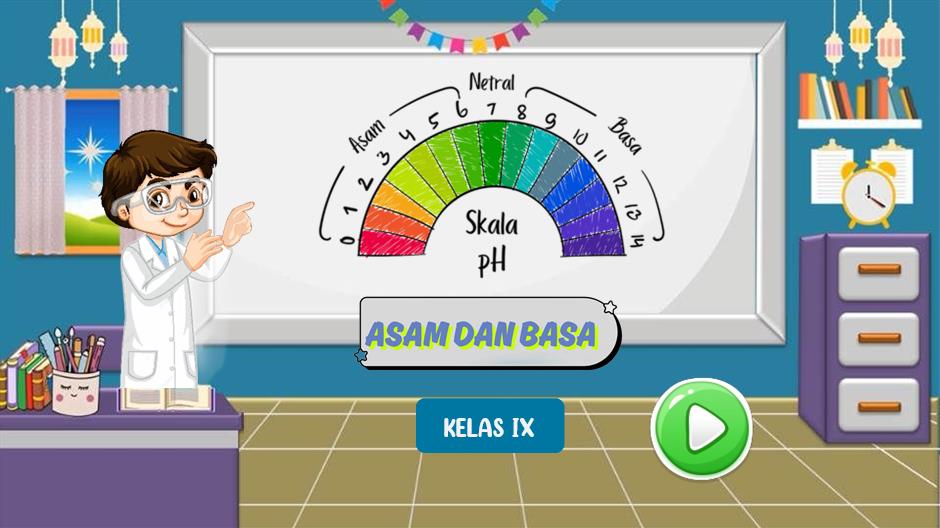 Netral
Asam
Basa
0 1 2 3 4 5 6 7 8 9 10 11 12 13 14
Skala
pH
ASAM DAN BASA
KELAS IX